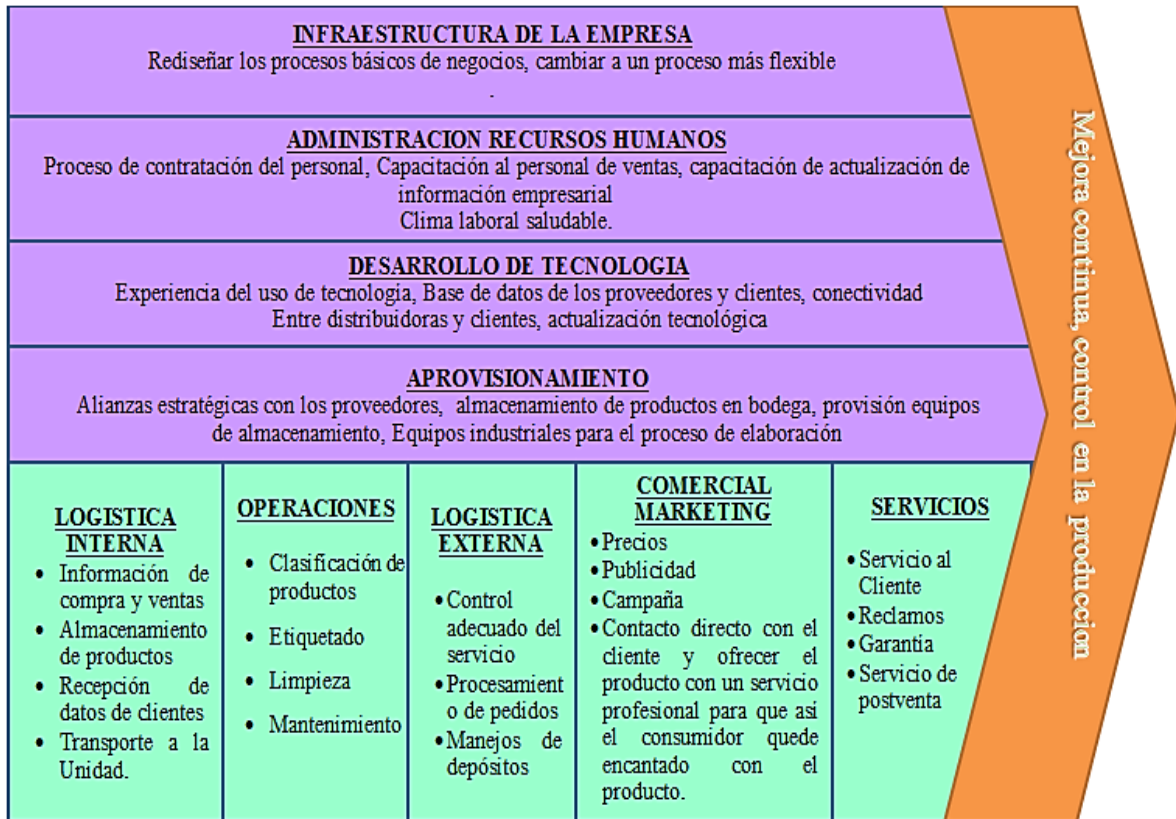 INFRAESTRUCTURA DE LA EMPRESA
Rediseñar los procesos básicos de negocios, cambiar a un proceso más flexible
.
ADMINISTRACION RECURSOS HUMANOS
Proceso de contratación del personal, Capacitación al personal de ventas, capacitación de actualización de
información empresarial
Clima laboral saludable.
DESARROLLO DE TECNOLOGIA
Experiencia del uso de tecnología, Base de datos de los proveedores y clientes, conectividad
Entre distribuidoras y clientes, actualización tecnológica
APROVISIONAMIENTO
Alianzas estratégicas con los proveedores, almacenamiento de productos en bodega, provisión equipos
de almacenamiento, Equipos industriales para el proceso de elaboración
LOGISTICA
INTERNA
• Información de
compra y ventas
• Almacenamiento
de productos
• Recepción de
datos de clientes
• Transporte a la
Unidad.
OPERACIONES
• Clasificación de
productos
• Etiquetado
• Limpieza
• Mantenimiento
LOGISTICA
EXTERNA
• Control
adecuado del
servicio
• Procesamient
o de pedidos
• Manejos de
depósitos
COMERCIAL
MARKETING
• Precios
• Publicidad
• Campaña
• Contacto directo con el
cliente y ofrecer el
producto con un servicio
profesional para que así
el consumidor quede
encantado con el
producto.
SERVICIOS
• Servicio al
Cliente
• Reclamos
• Garantía
• Servicio de
postventa
Mejora continua, control en la produccion